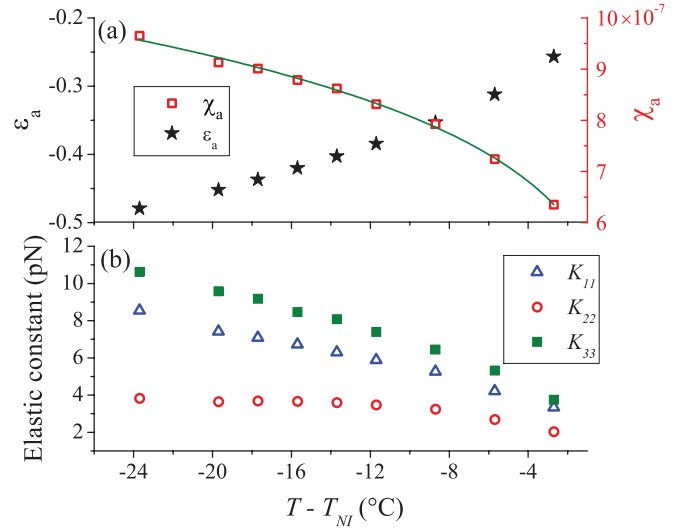 (a)
-0.2
-0.3
-0.4
-0.5
εa
χa
εa
10×10⁻⁷
9
8
7
6
χa
(b)
12
10
8
6
4
2
Elastic constant (pN)
K11
K22
K33
-24 -20 -16 -12 -8 -4
T - TNI (°C)